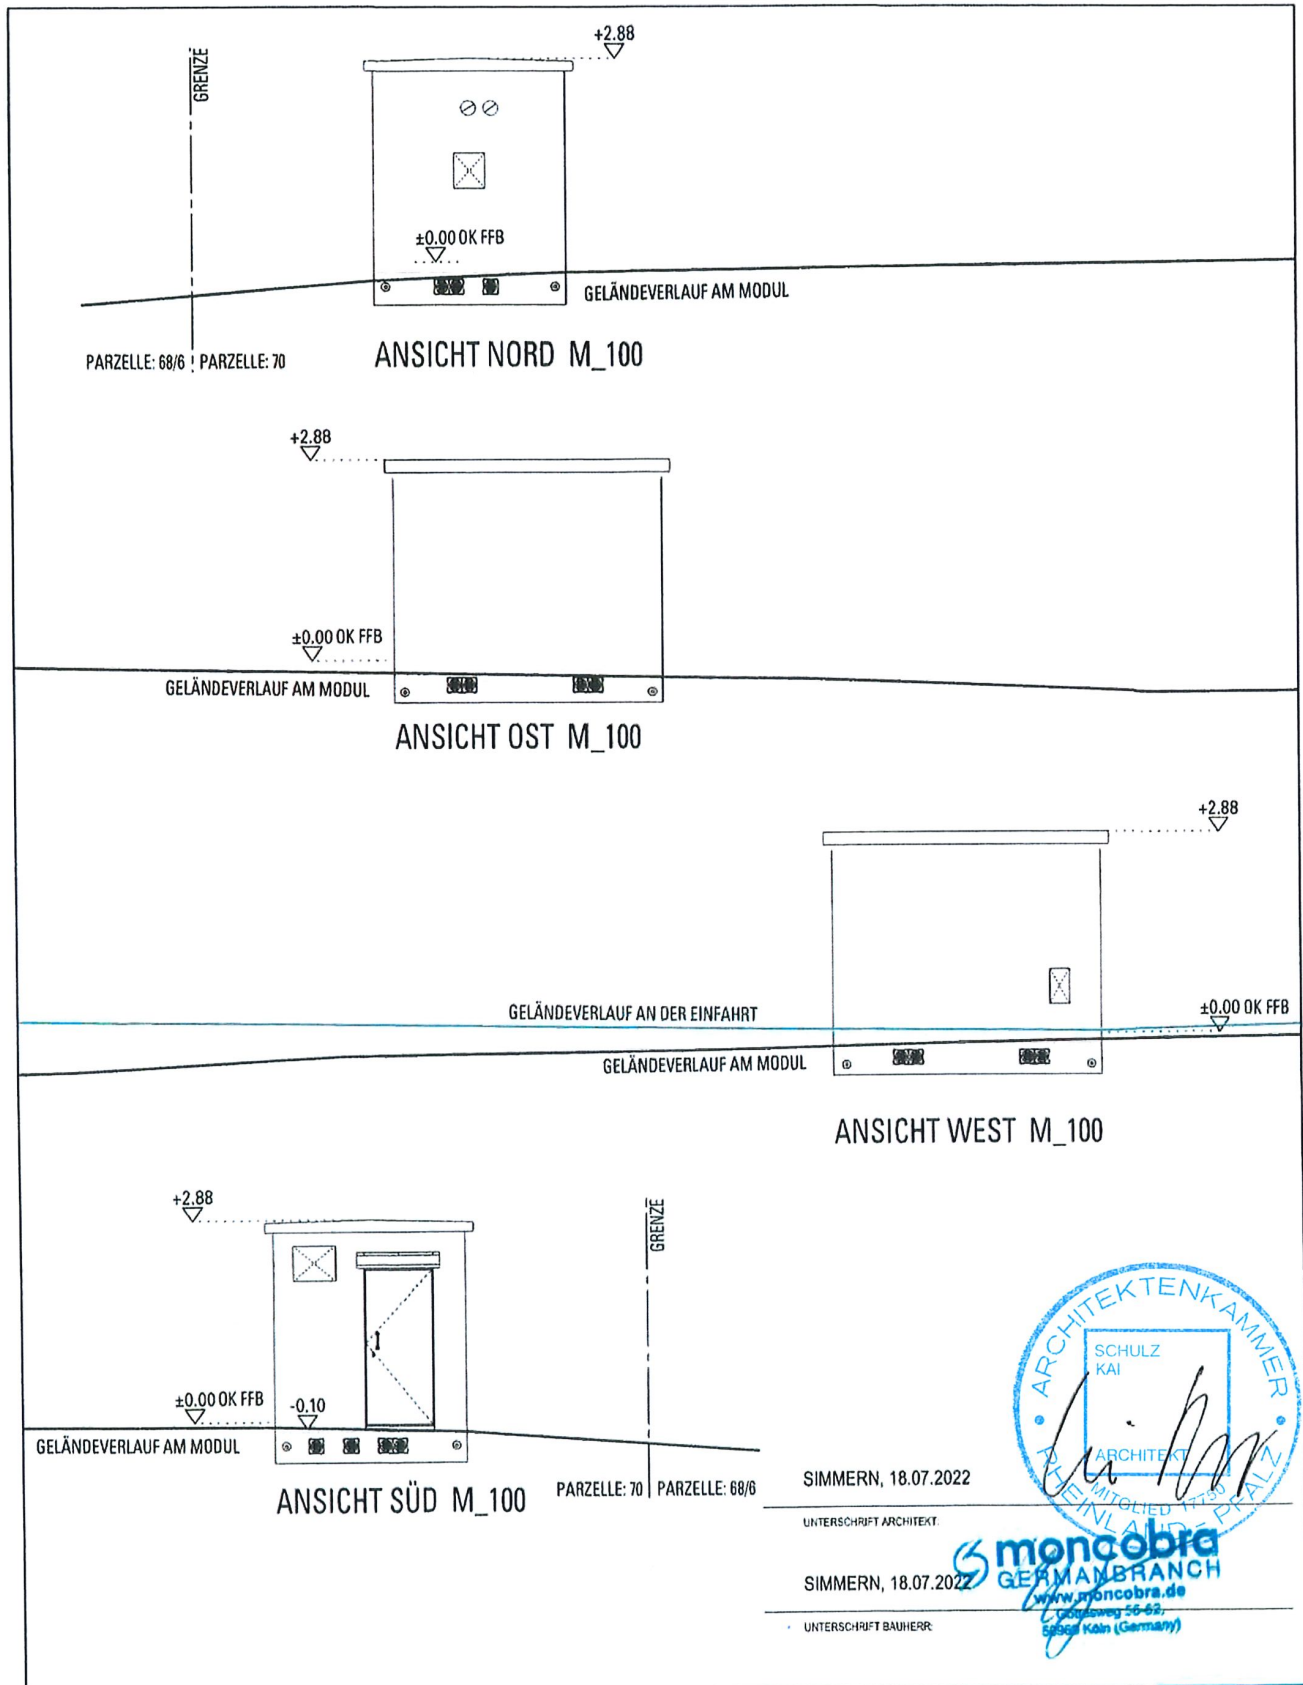 GRENZE
+2.88
±0.00 OK FFB
GELÄNDEVERLAUF AM MODUL
PARZELLE: 68/6
PARZELLE: 70
ANSICHT NORD M_100
+2.88
±0.00 OK FFB
GELÄNDEVERLAUF AM MODUL
ANSICHT OST M_100
+2.88
GELÄNDEVERLAUF AN DER EINFAHRT
±0.00 OK FFB
GELÄNDEVERLAUF AM MODUL
ANSICHT WEST M_100
+2.88
GRENZE
±0.00 OK FFB
-0.10
GELÄNDEVERLAUF AM MODUL
PARZELLE: 70
PARZELLE: 68/6
ANSICHT SÜD M_100
ARCHITEKTENKAMMER
SCHULZ
KAI
ARCHITEKT
MITGLIED
RHEINLAND-PFALZ
SIMMERN, 18.07.2022
UNTERSCHRIFT ARCHITEKT:
moncobra
GERMANBRANCH
www.moncobra.de
56-62,
Köln (Germany)
SIMMERN, 18.07.2022
UNTERSCHRIFT BAUHERR: